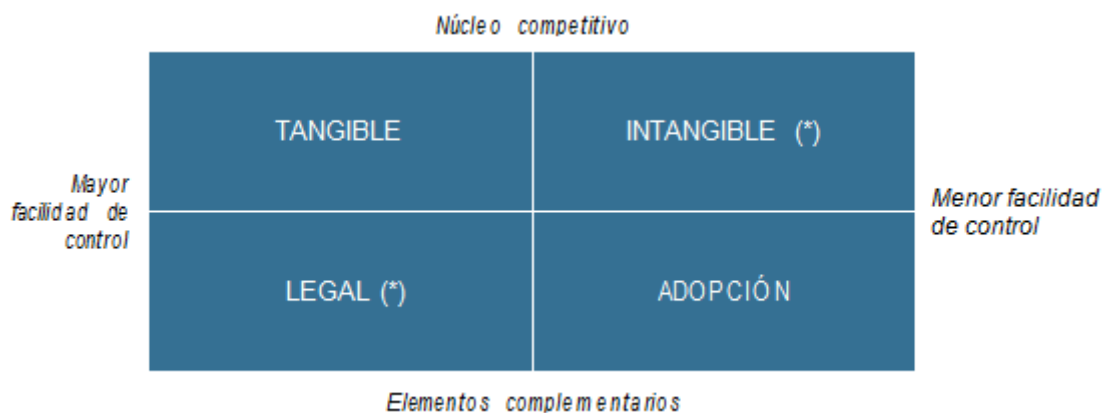 Núcleo competitivo
TANGIBLE
INTANGIBLE (*)
Mayor
facilidad de
control
Menor facilidad
de control
LEGAL (*)
ADOPCIÓN
Elementos complementarios